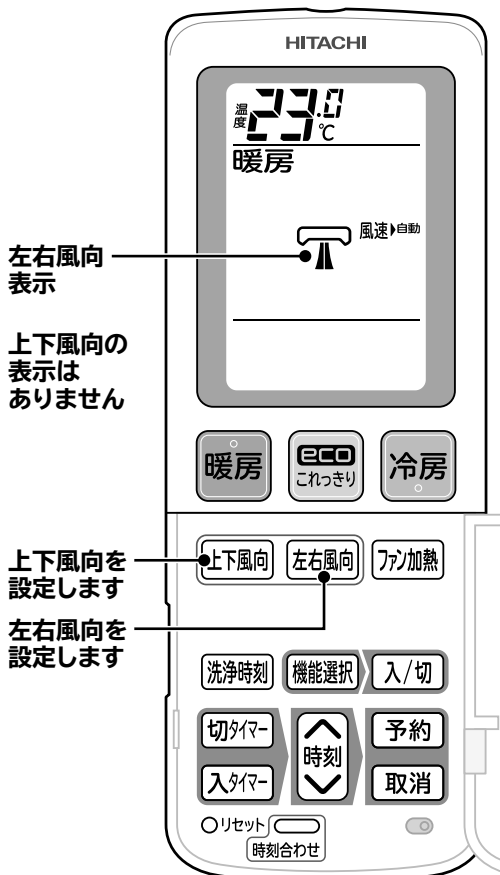 HITACHI
温度23.0℃
暖房
風速▶自動
左右風向
表示
上下風向の
表示は
ありません
暖房
eco
これっきり
冷房
上下風向を
設定します
上下風向 左右風向 ファン加熱
左右風向を
設定します
洗浄時刻 機能選択 入/切
切タイマー 時刻 予約
入タイマー 取消
リセット
時刻合わせ